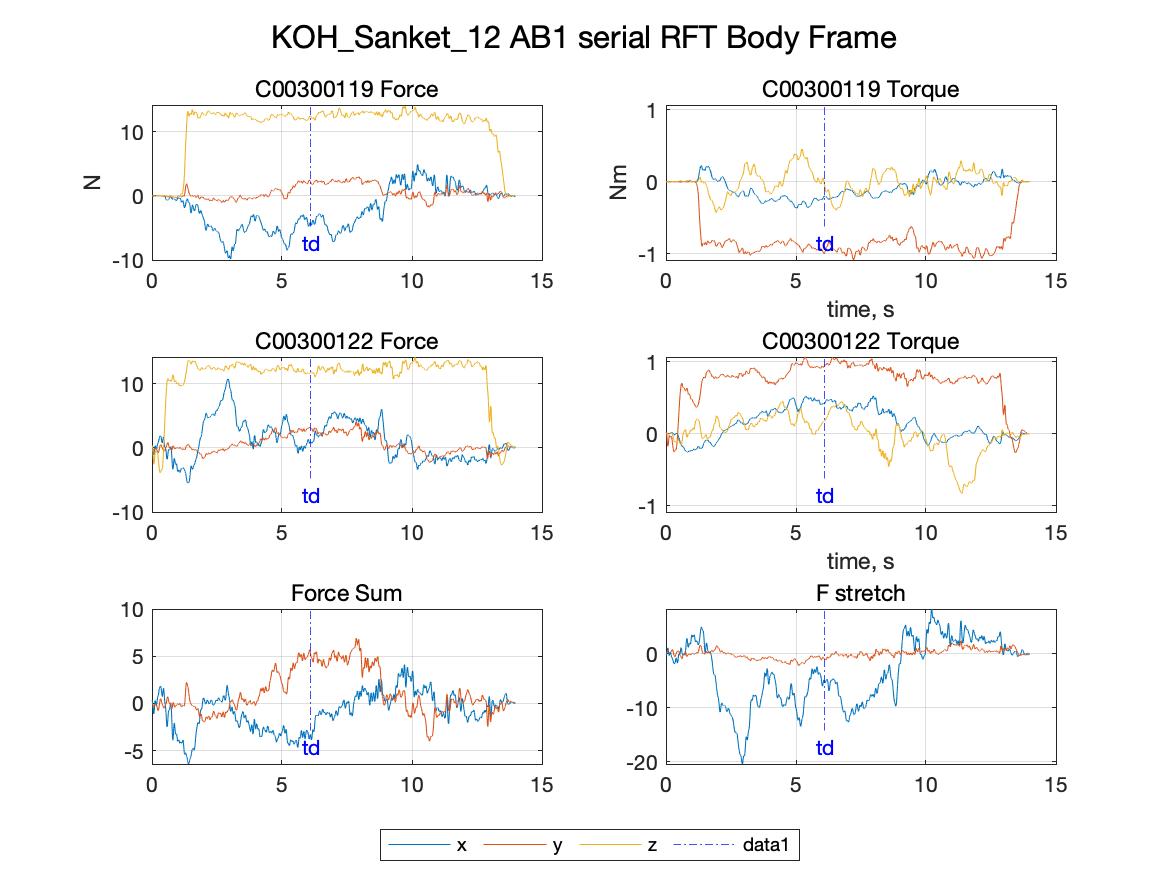 KOH_Sanket_12 AB1 serial RFT Body Frame
C00300119 Force
N
10
0
-10
td
0 5 10 15
C00300119 Torque
Nm
1
0
-1
td
0 5 10 15
time, s
C00300122 Force
10
0
-10
td
0 5 10 15
C00300122 Torque
1
0
-1
td
0 5 10 15
time, s
Force Sum
10
5
0
-5
td
0 5 10 15
F stretch
0
-10
-20
td
0 5 10 15
x y z data1